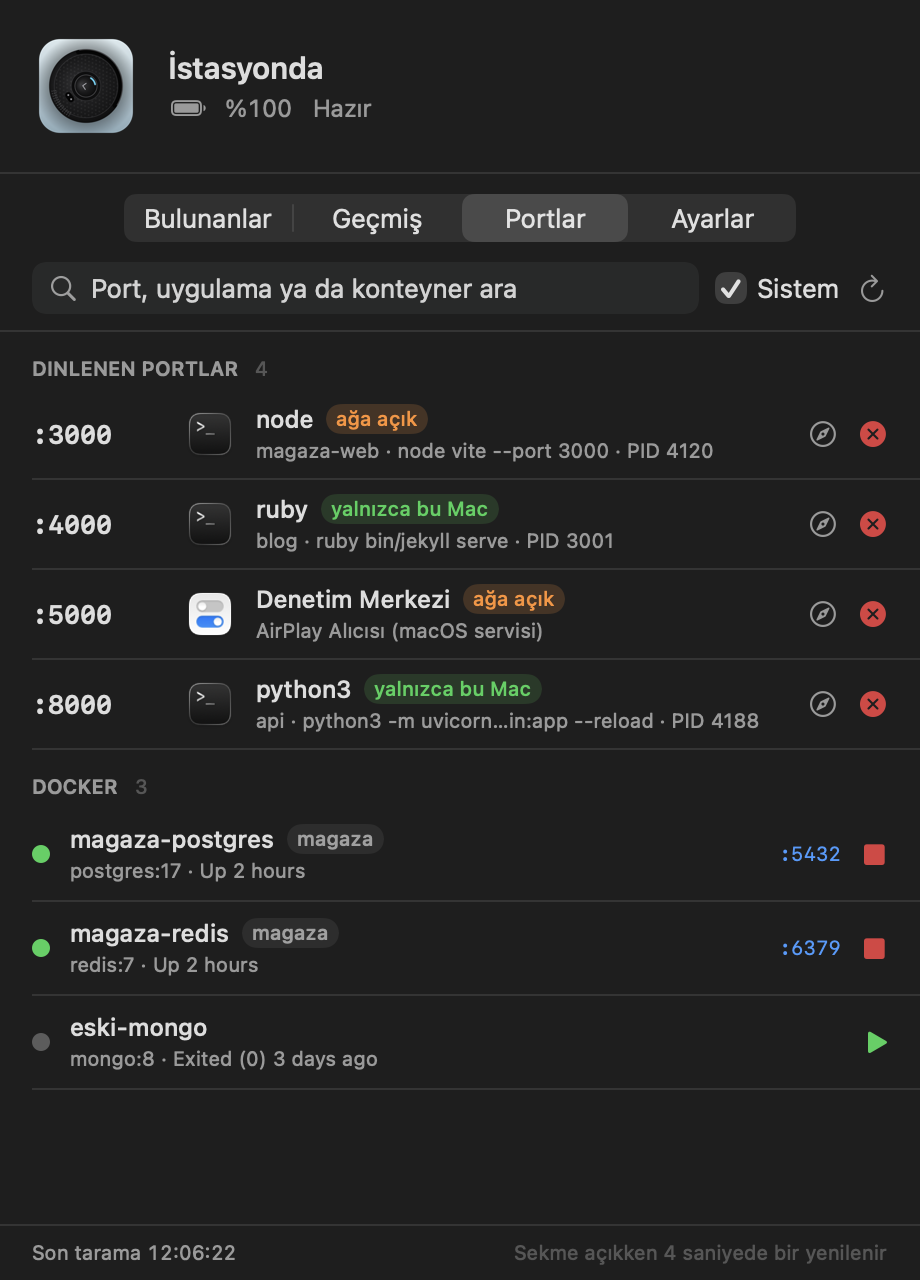 İstasyonda
%100 Hazır
Bulunanlar Geçmiş Portlar Ayarlar
Port, uygulama ya da konteyner ara Sistem
DINLENEN PORTLAR 4
:3000 >_ node ağa açık
magaza-web · node vite --port 3000 · PID 4120
:4000 >_ ruby yalnızca bu Mac
blog · ruby bin/jekyll serve · PID 3001
:5000 Denetim Merkezi ağa açık
AirPlay Alıcısı (macOS servisi)
:8000 >_ python3 yalnızca bu Mac
api · python3 -m uvicorn...in:app --reload · PID 4188
DOCKER 3
magaza-postgres magaza
postgres:17 · Up 2 hours :5432
magaza-redis magaza
redis:7 · Up 2 hours :6379
eski-mongo
mongo:8 · Exited (0) 3 days ago
Son tarama 12:06:22 Sekme açıkken 4 saniyede bir yenilenir